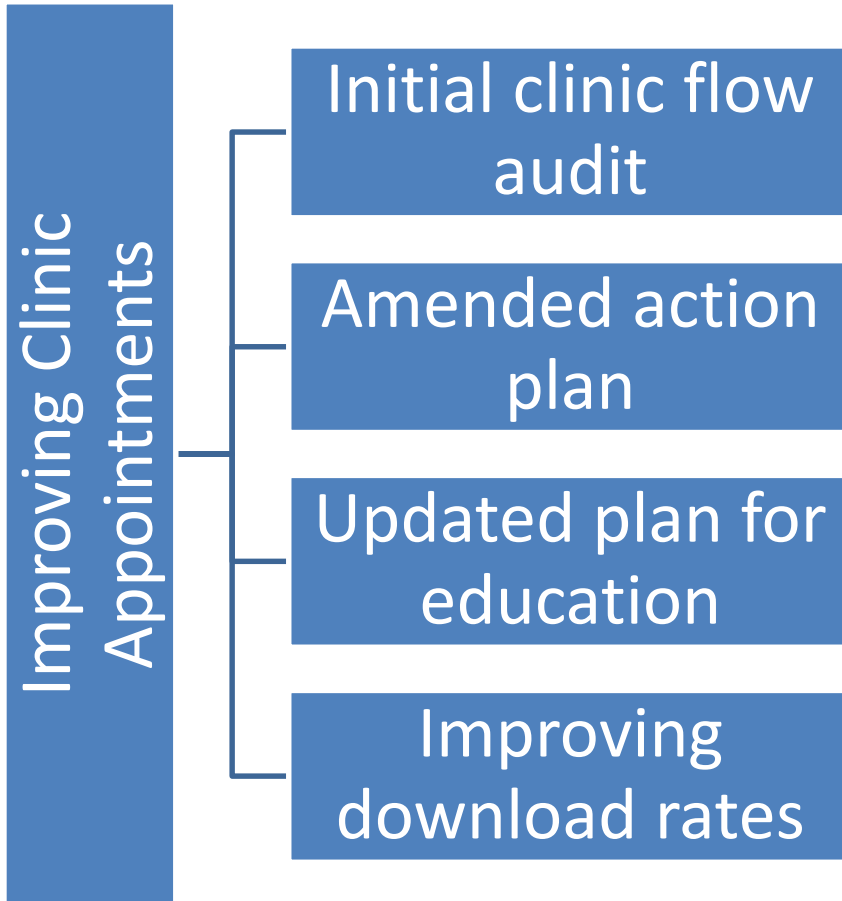 Improving Clinic
Appointments
Initial clinic flow
audit
Amended action
plan
Updated plan for
education
Improving
download rates